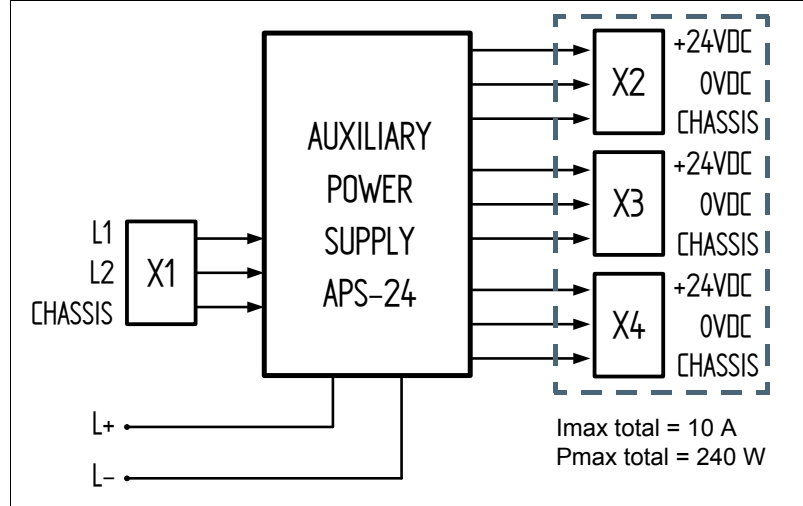 L1
L2
CHASSIS
X1
L+
L-
AUXILIARY
POWER
SUPPLY
APS-24
X2
+24VDC
0VDC
CHASSIS
X3
+24VDC
0VDC
CHASSIS
X4
+24VDC
0VDC
CHASSIS
Imax total = 10 A
Pmax total = 240 W